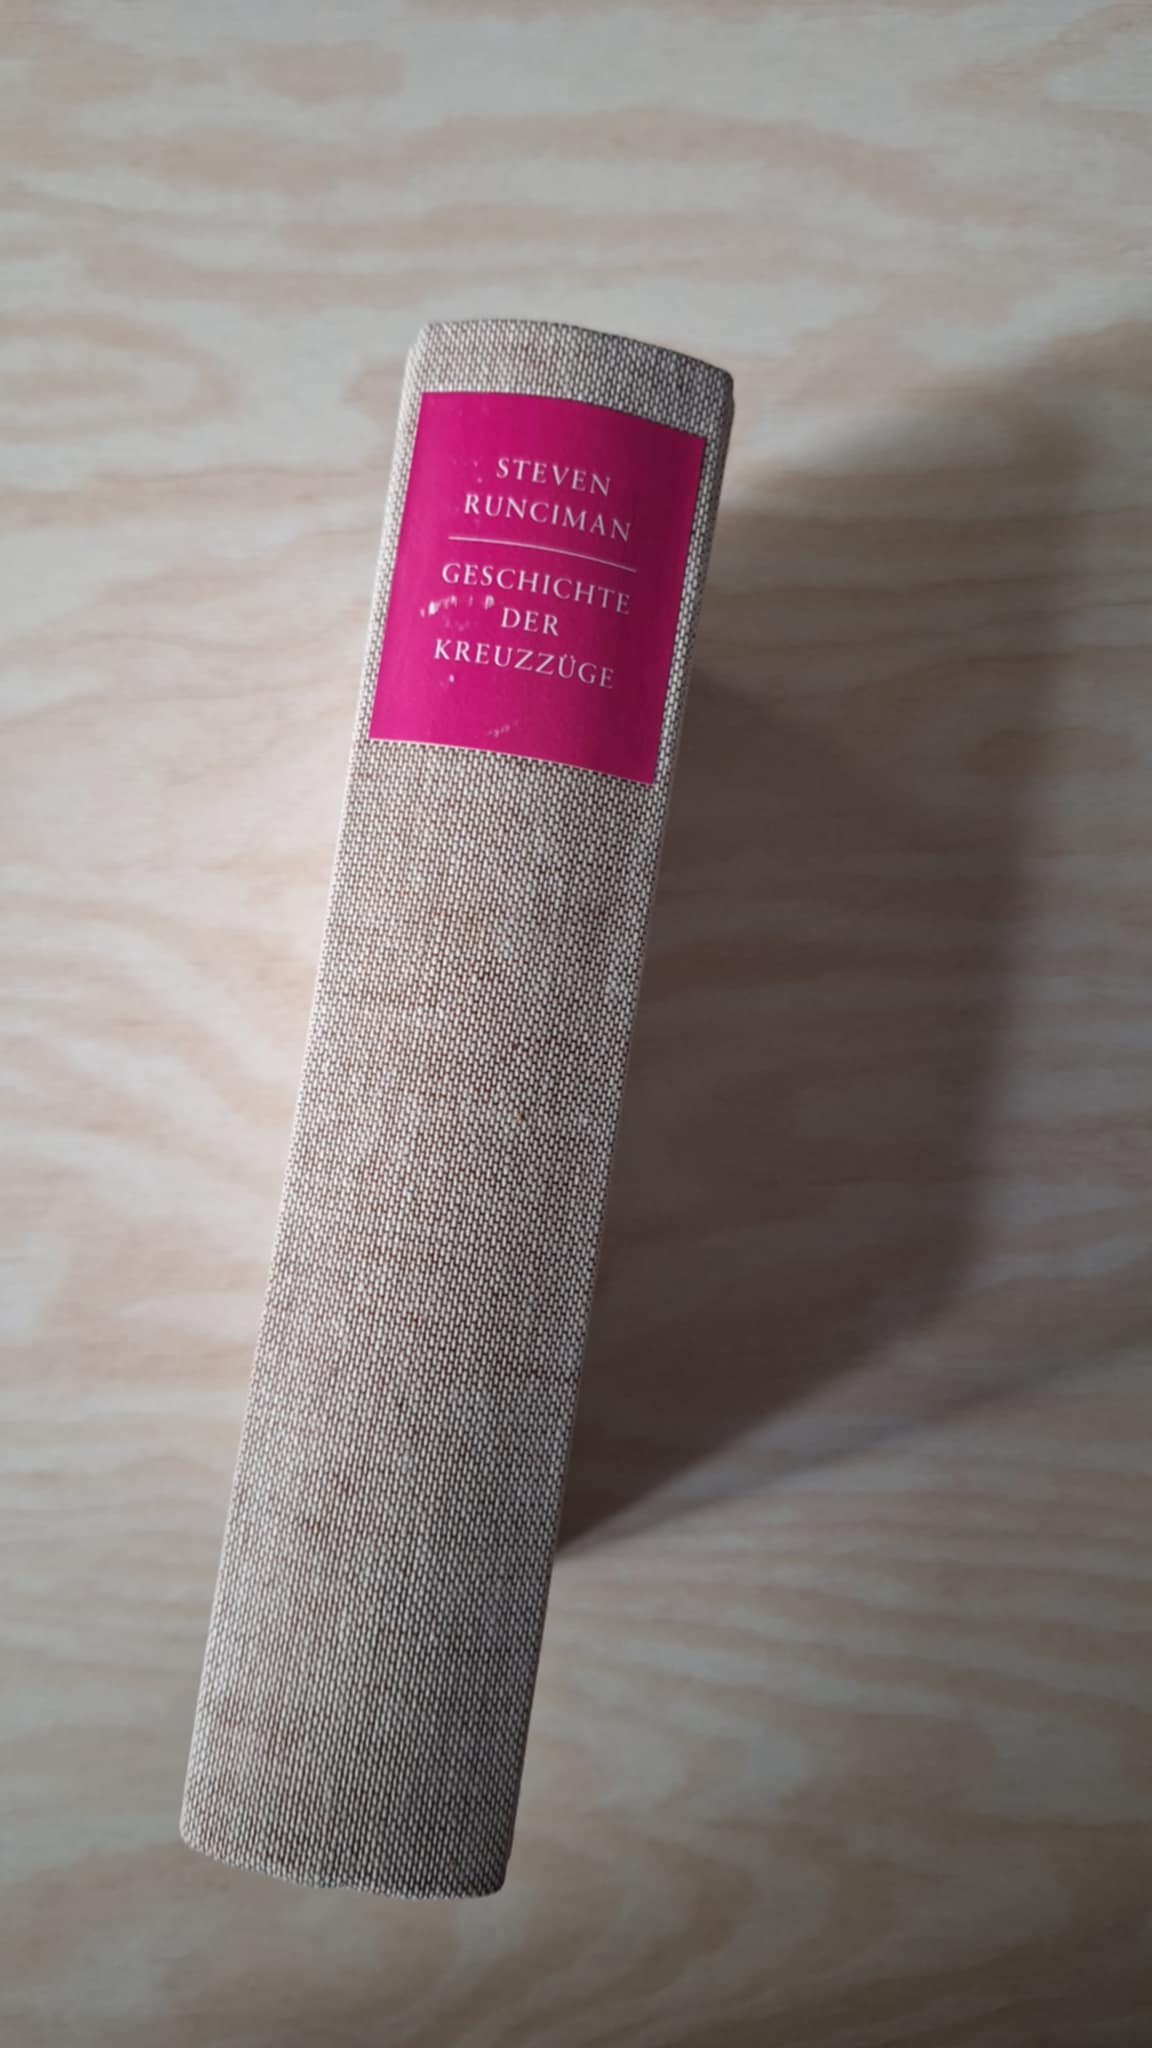 STEVEN
RUNCIMAN
GESCHICHTE
DER
KREUZZÜGE